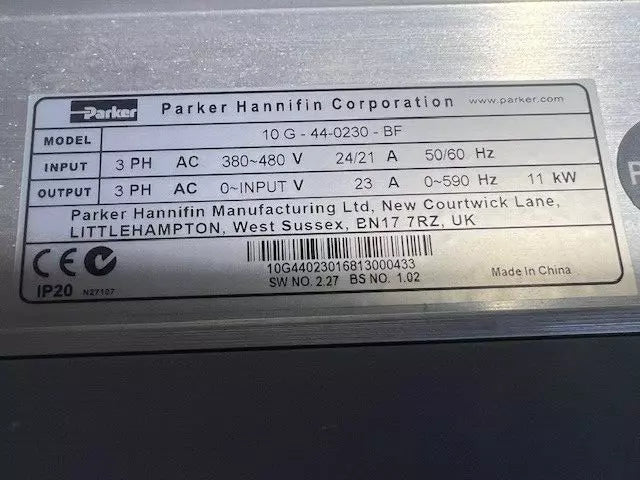 Parker Parker Hannifin Corporation www.parker.com
MODEL 10 G - 44-0230 - BF
INPUT 3 PH AC 380~480 V 24/21 A 50/60 Hz
OUTPUT 3 PH AC 0~INPUT V 23 A 0~590 Hz 11 kW
Parker Hannifin Manufacturing Ltd, New Courtwick Lane,
LITTLEHAMPTON, West Sussex, BN17 7RZ, UK
CE
10G44023016813000433
Made In China
IP20 N27107 SW NO. 2.27 BS NO. 1.02